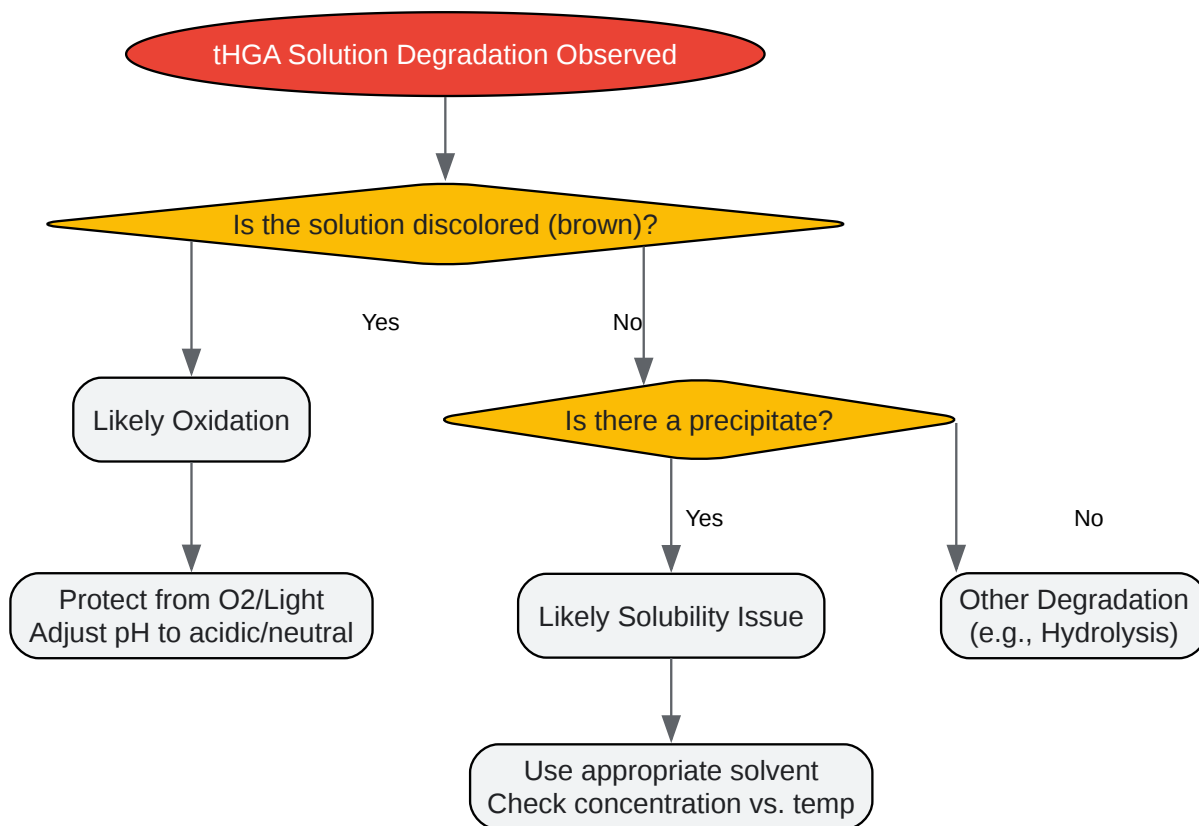 tHGA Solution Degradation Observed
Is the solution discolored (brown)?
Yes
No
Likely Oxidation
Is there a precipitate?
Yes
No
Protect from O2/Light
Adjust pH to acidic/neutral
Likely Solubility Issue
Other Degradation
(e.g., Hydrolysis)
Use appropriate solvent
Check concentration vs. temp